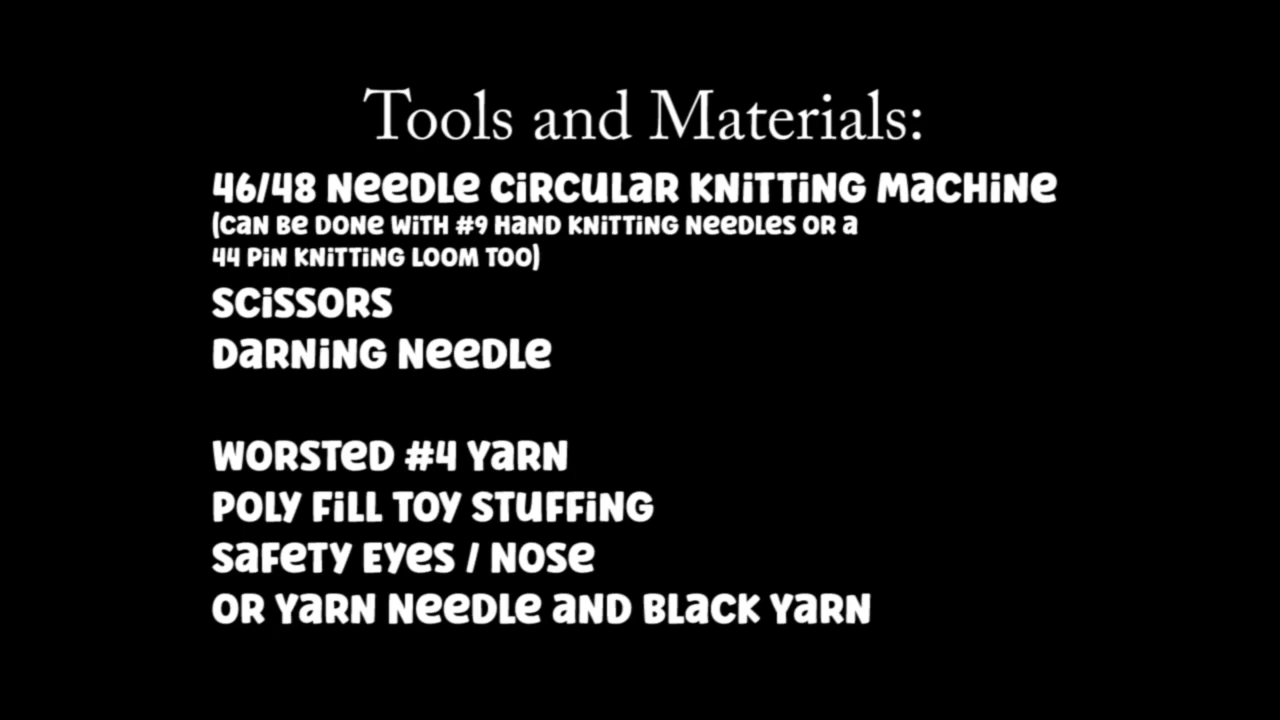 Tools and Materials:
46/48 Needle Circular Knitting Machine
(Can be done with #9 hand knitting needles or a
44 pin knitting loom too)
Scissors
Darning Needle
Worsted #4 Yarn
Poly Fill Toy Stuffing
Safety Eyes / Nose
or Yarn Needle and Black Yarn